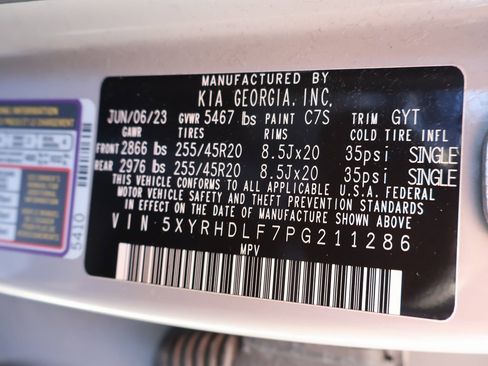 MANUFACTURED BY
KIA GEORGIA, INC,
JUN/06/23 GVWR 5467 lbs PAINT C7S TRIM GYT
GAWR TIRES RIMS COLD TIRE INFL
FRONT 2866 lbs 255/45R20 8.5Jx20 35psi SINGLE
REAR 2976 lbs 255/45R20 8.5Jx20 35psi SINGLE
THIS VEHICLE CONFORMS TO ALL APPLICABLE U.S.A. FEDERAL
MOTOR VEHICLE SAFETY AND THEFT PREVENTION STANDARDS
IN EFFECT ON THE DATE OF MANUFACTURE SHOWN ABOVE.
VIN 5XYRHDLF7PG211286
MPV
INFORMATION
5410